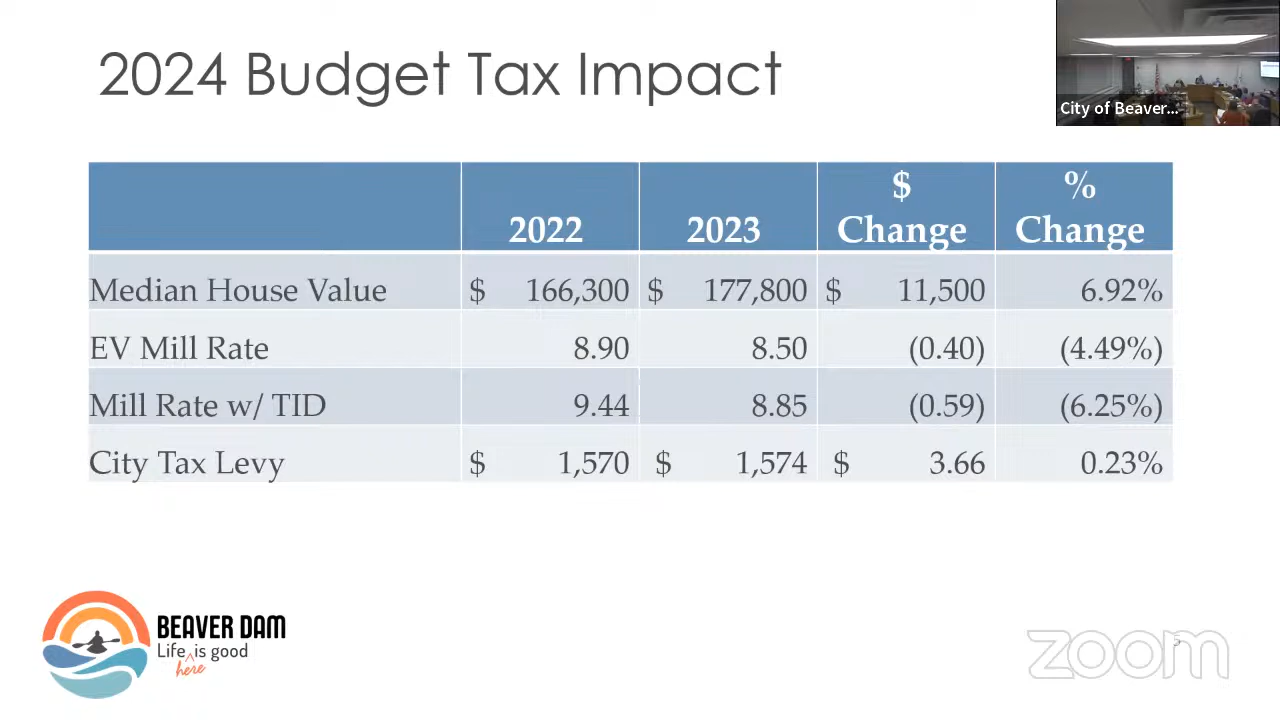 2024 Budget Tax Impact
City of Beaver...
2022 2023 $ Change % Change
Median House Value $ 166,300 $ 177,800 $ 11,500 6.92%
EV Mill Rate 8.90 8.50 (0.40) (4.49%)
Mill Rate w/ TID 9.44 8.85 (0.59) (6.25%)
City Tax Levy $ 1,570 $ 1,574 $ 3.66 0.23%
BEAVER DAM
Life is good
here
zoom
5